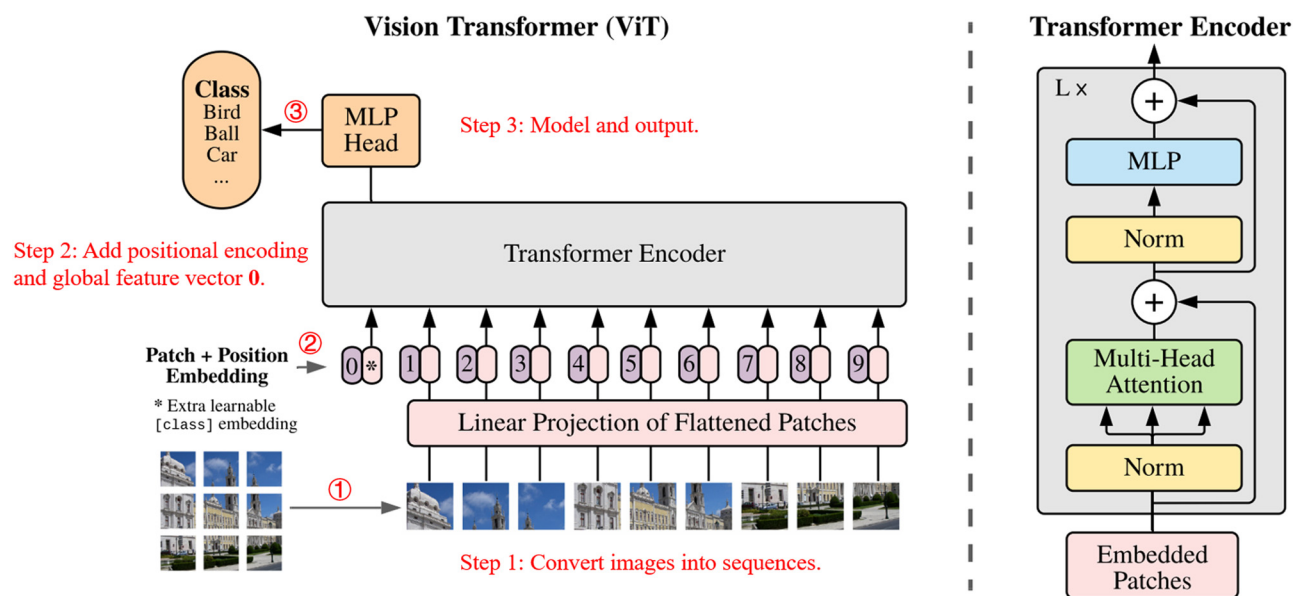 Vision Transformer (ViT)
Class
Bird
Ball
Car
...
③
MLP
Head
Step 3: Model and output.
Step 2: Add positional encoding
and global feature vector 0.
Transformer Encoder
Patch + Position
Embedding
②
* Extra learnable
[class] embedding
0 * 1 2 3 4 5 6 7 8 9
Linear Projection of Flattened Patches
①
Step 1: Convert images into sequences.
Transformer Encoder
L ×
+
MLP
Norm
+
Multi-Head
Attention
Norm
Embedded
Patches